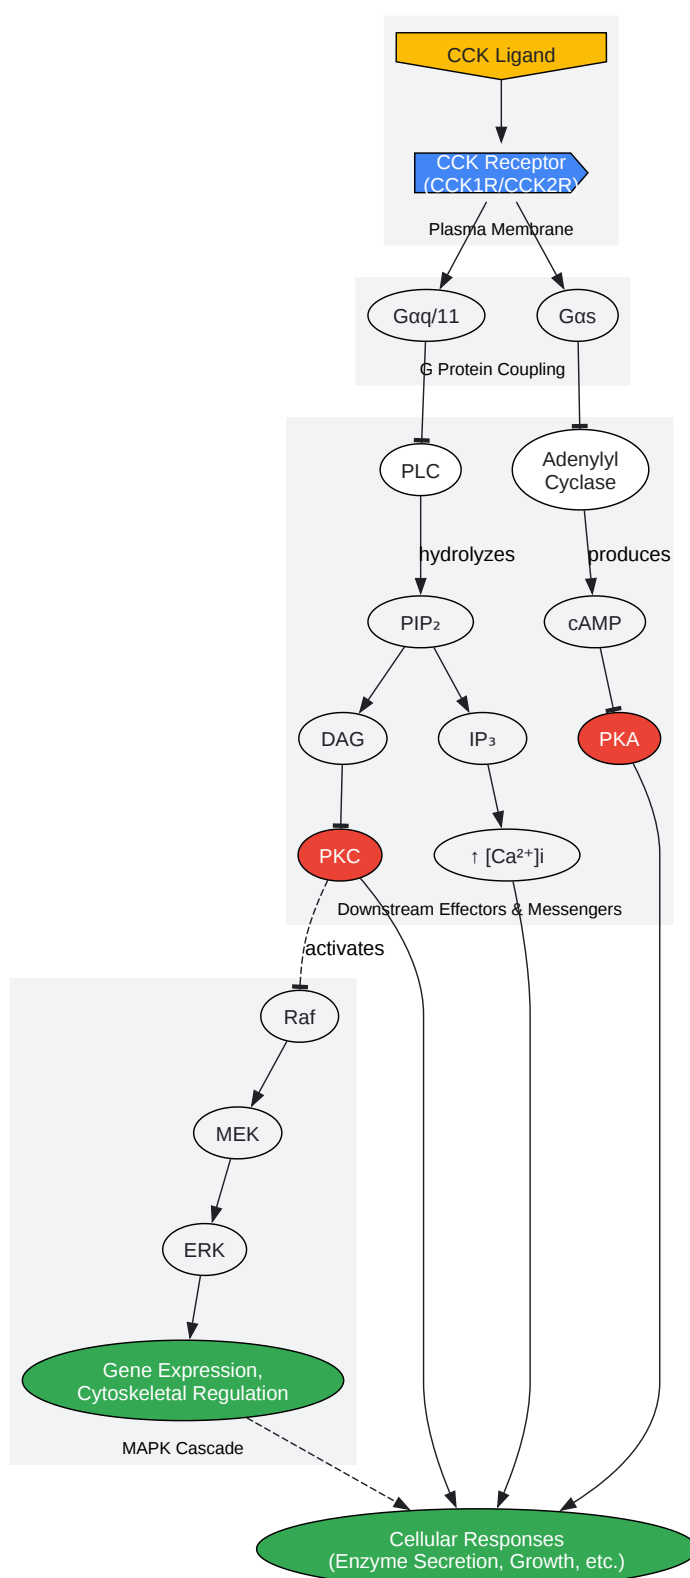 CCK Ligand
CCK Receptor
(CCK1R/CCK2R)
Plasma Membrane
Gαq/11
Gαs
G Protein Coupling
PLC
Adenylyl
Cyclase
hydrolyzes
produces
PIP₂
cAMP
DAG
IP₃
PKA
PKC
↑ [Ca²⁺]i
Downstream Effectors & Messengers
activates
Raf
MEK
ERK
Gene Expression,
Cytoskeletal Regulation
MAPK Cascade
Cellular Responses
(Enzyme Secretion, Growth, etc.)